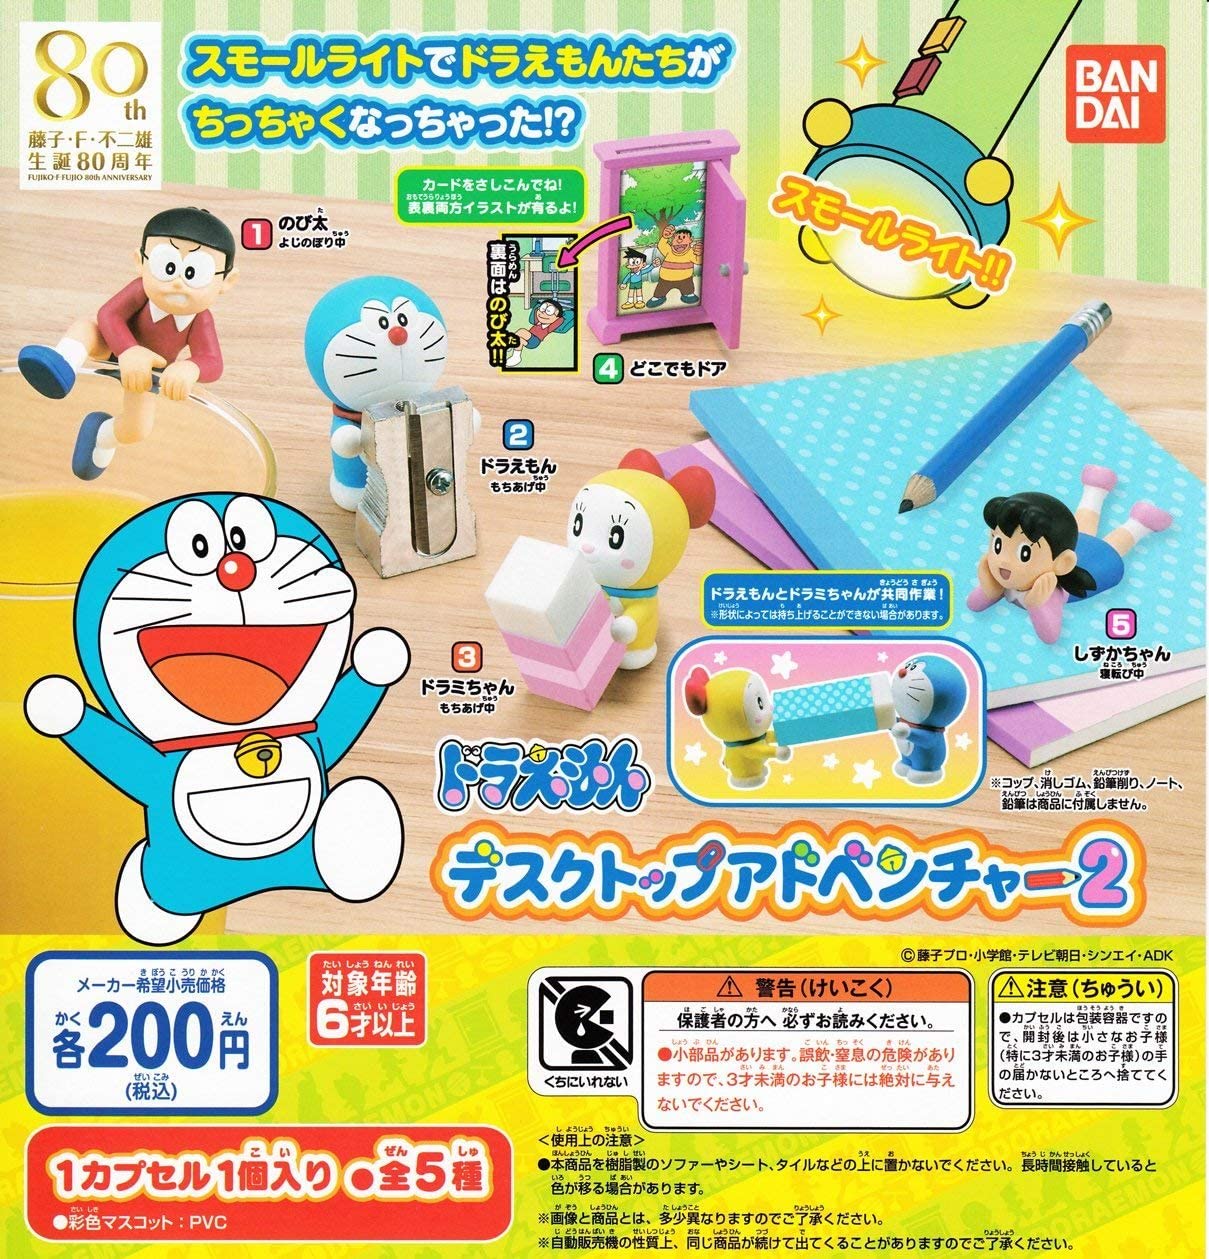 80th
藤子・F・不二雄
生誕80周年
FUJIKO・F・FUJIO 80th ANNIVERSARY
スモールライトでドラえもんたちが
ちっちゃくなっちゃった!?
BAN
DAI
スモールライト!!
カードをさしこんでね!
表裏両方イラストが有るよ!
裏面はのび太!!
1 のび太
よじのぼり中
4 どこでもドア
2
ドラえもん
もちあげ中
3
ドラミちゃん
もちあげ中
5
しずかちゃん
寝転び中
ドラえもんとドラミちゃんが共同作業!
※形状によっては持ち上げることができない場合があります。
※コップ、消しゴム、鉛筆削り、ノート、
鉛筆は商品に付属しません。
ドラえもん
デスクトップアドベンチャー2
©藤子プロ・小学館・テレビ朝日・シンエイ・ADK
メーカー希望小売価格
各200円
(税込)
対象年齢
6才以上
くちにいれない
⚠警告(けいこく)
保護者の方へ 必ずお読みください。
●小部品があります。誤飲・窒息の危険があり
ますので、3才未満のお子様には絶対に与え
ないでください。
⚠注意(ちゅうい)
●カプセルは包装容器ですの
で、開封後は小さなお子様
(特に3才未満のお子様)の手
の届かないところへ捨ててく
ださい。
1カプセル1個入り ●全5種
●彩色マスコット:PVC
<使用上の注意>
●本商品を樹脂製のソファーやシート、タイルなどの上に置かないでください。長時間接触していると
色が移る場合があります。
※画像と商品とは、多少異なりますのでご了承ください。
※自動販売機の性質上、同じ商品が続けて出てくることがありますのでご了承ください。